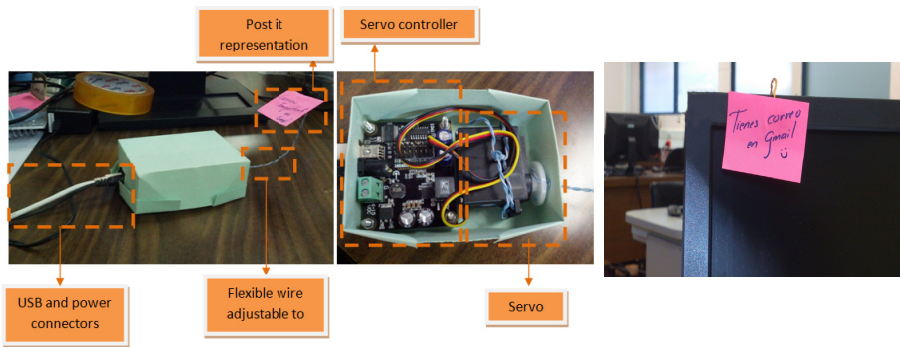 Post it
representation
Servo controller
Tienes correo
en Gmail
USB and power
connectors
Flexible wire
adjustable to
Servo